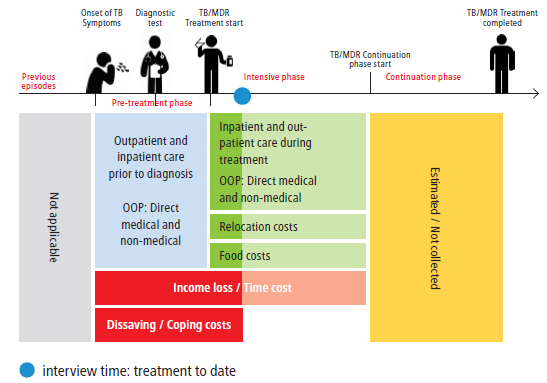 Onset of TB
Symptoms
Diagnostic
test
TB/MDR
Treatment start
TB/MDR Treatment
completed
TB/MDR Continuation
phase start
Previous
episodes
Pre-treatment phase
Intensive phase
Continuation phase
Not applicable
Outpatient and
inpatient care
prior to diagnosis
OOP: Direct
medical and
non-medical
Inpatient and out-
patient care during
treatment
OOP: Direct medical
and non-medical
Relocation costs
Food costs
Income loss / Time cost
Dissaving / Coping costs
Estimated / Not collected
interview time: treatment to date